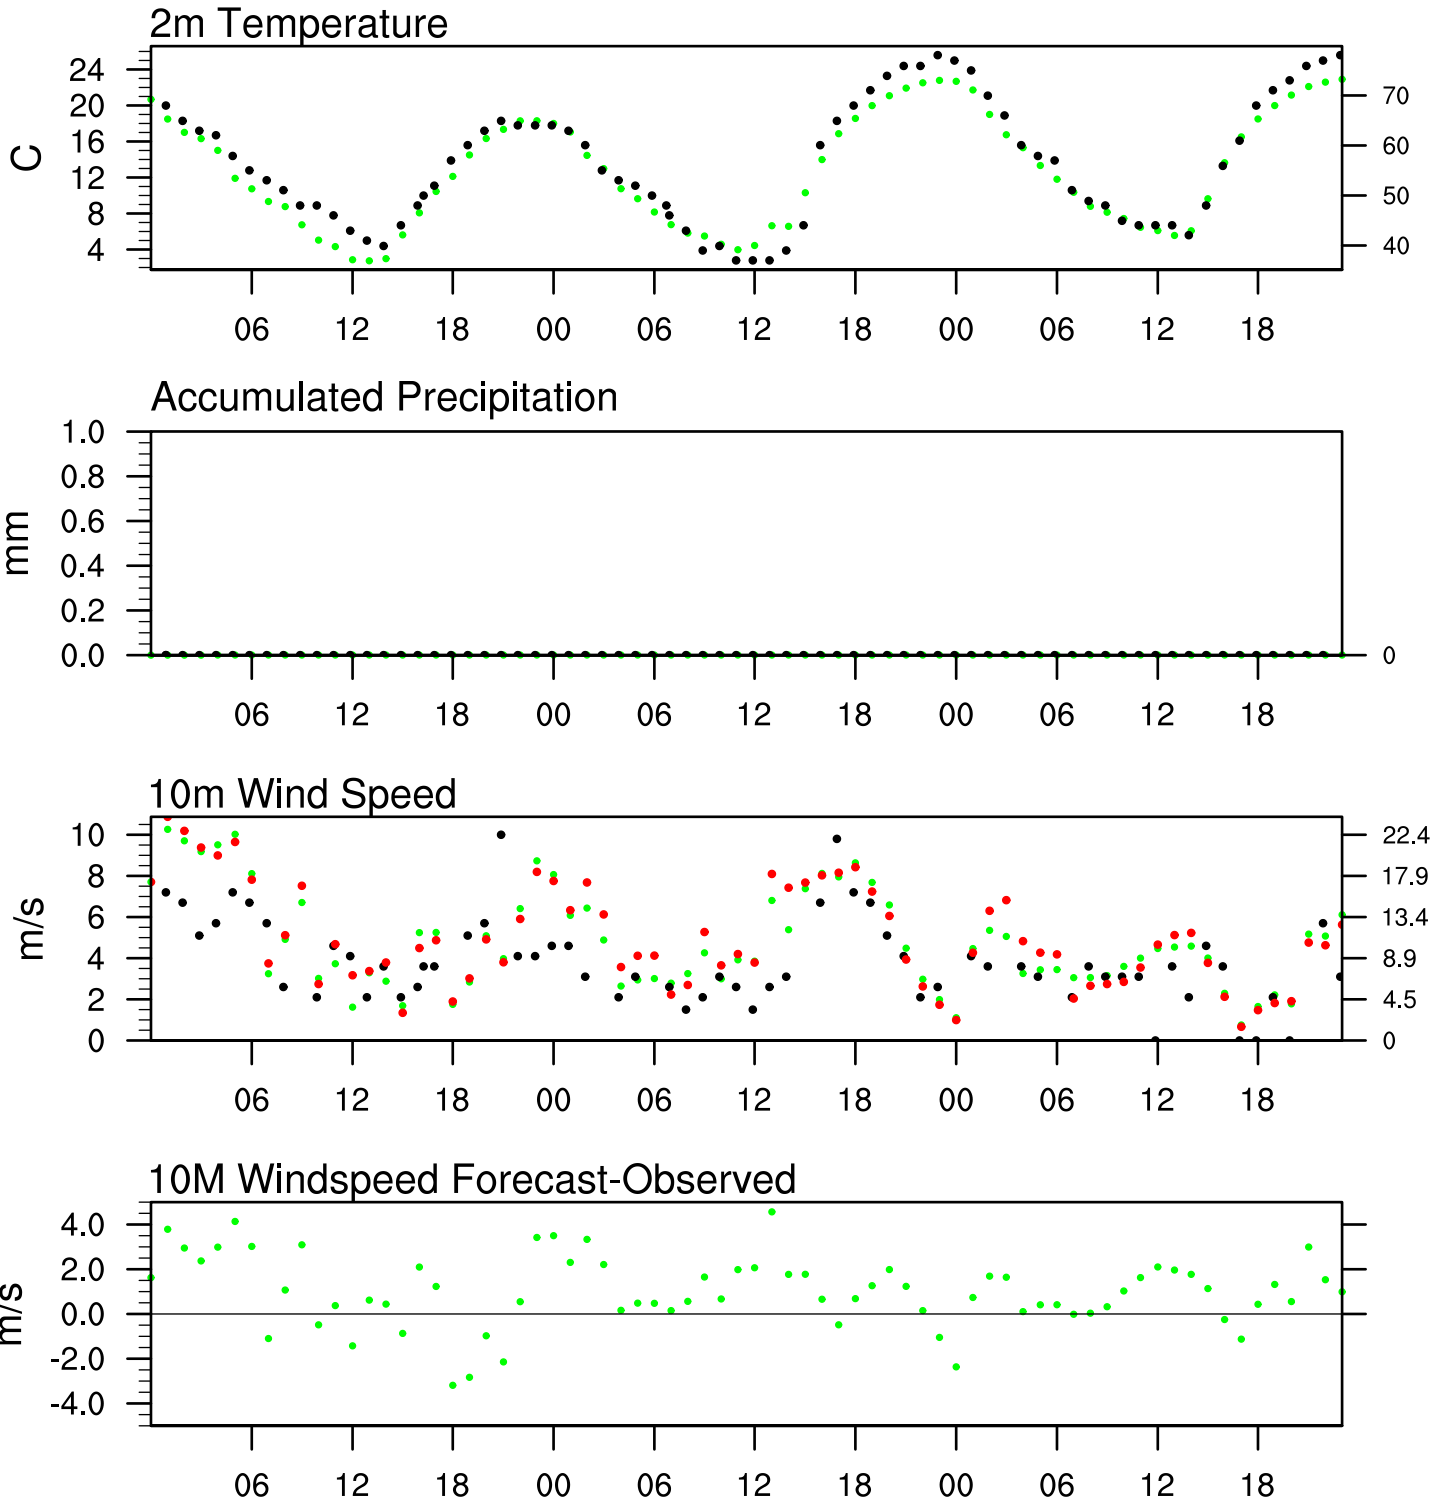 2m Temperature
C
24
20
16
12
8
4
70
60
50
40
06 12 18 00 06 12 18 00 06 12 18
Accumulated Precipitation
mm
1.0
0.8
0.6
0.4
0.2
0.0
0
06 12 18 00 06 12 18 00 06 12 18
10m Wind Speed
m/s
10
8
6
4
2
0
22.4
17.9
13.4
8.9
4.5
0
06 12 18 00 06 12 18 00 06 12 18
10M Windspeed Forecast-Observed
m/s
4.0
2.0
0.0
-2.0
-4.0
06 12 18 00 06 12 18 00 06 12 18